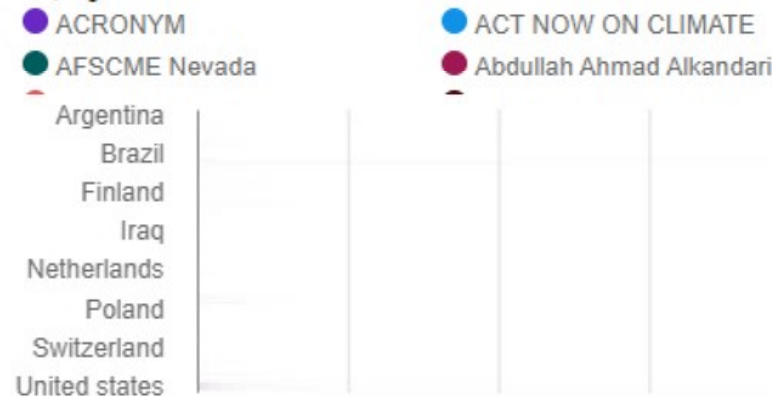 ACRONYM
ACT NOW ON CLIMATE
AFSCME Nevada
Abdullah Ahmad Alkandari
Argentina
Brazil
Finland
Iraq
Netherlands
Poland
Switzerland
United states